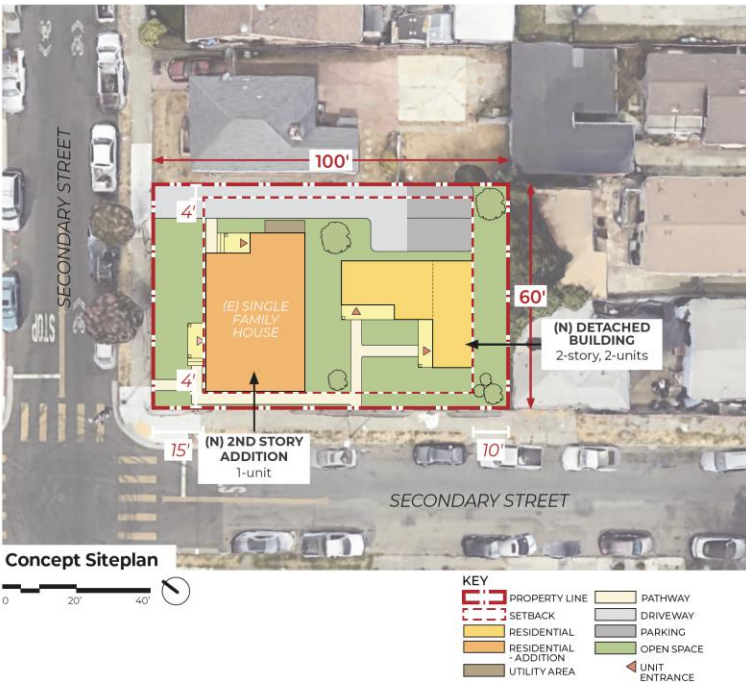 100'
4'
SECONDARY STREET
(E) SINGLE
FAMILY
HOUSE
60'
(N) DETACHED
BUILDING
2-story, 2-units
STOP
4'
15'
(N) 2ND STORY
ADDITION
1-unit
10'
SECONDARY STREET
Concept Siteplan
0 20' 40'
KEY
PROPERTY LINE
SETBACK
RESIDENTIAL
RESIDENTIAL
- ADDITION
UTILITY AREA
PATHWAY
DRIVEWAY
PARKING
OPEN SPACE
UNIT
ENTRANCE